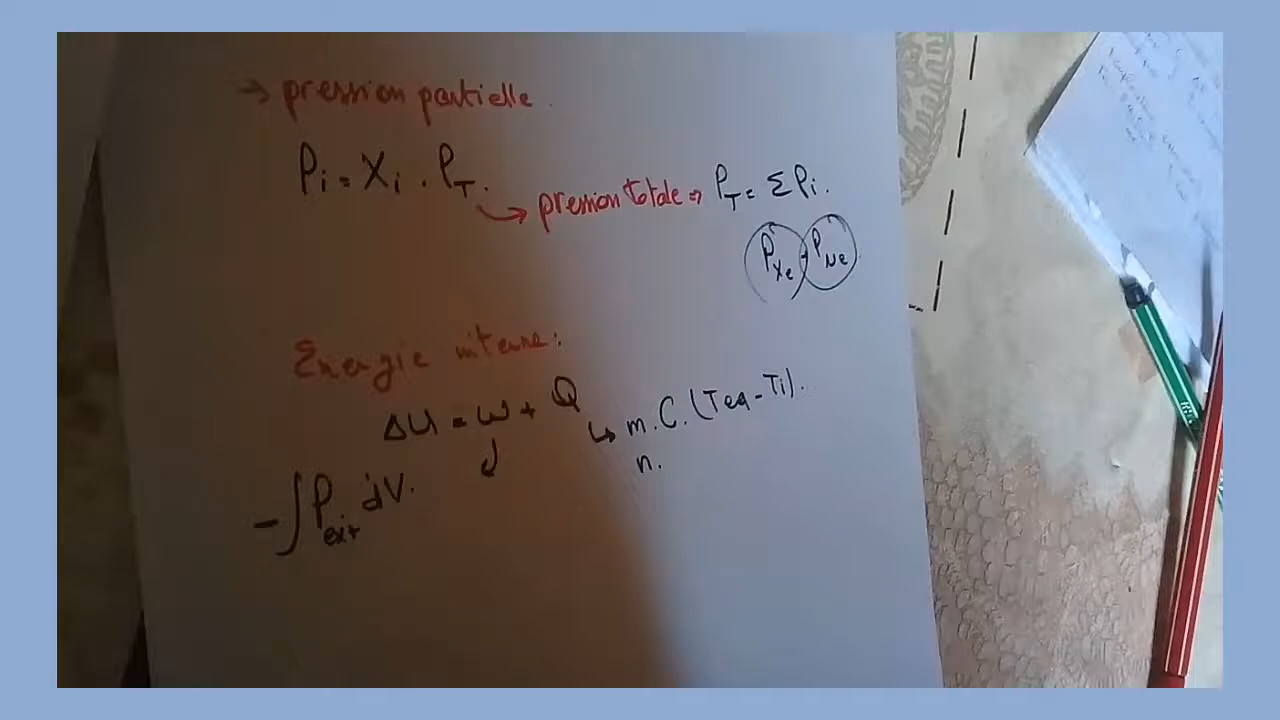 → pression partielle.
Pi = Xi . PT. → pression totale ⇒ PT = Σ Pi.
PXe + PNe
Energie interne:
ΔU = W + Q
↳ m.C.(Teq - Ti).
n.
-∫ Pext dV.